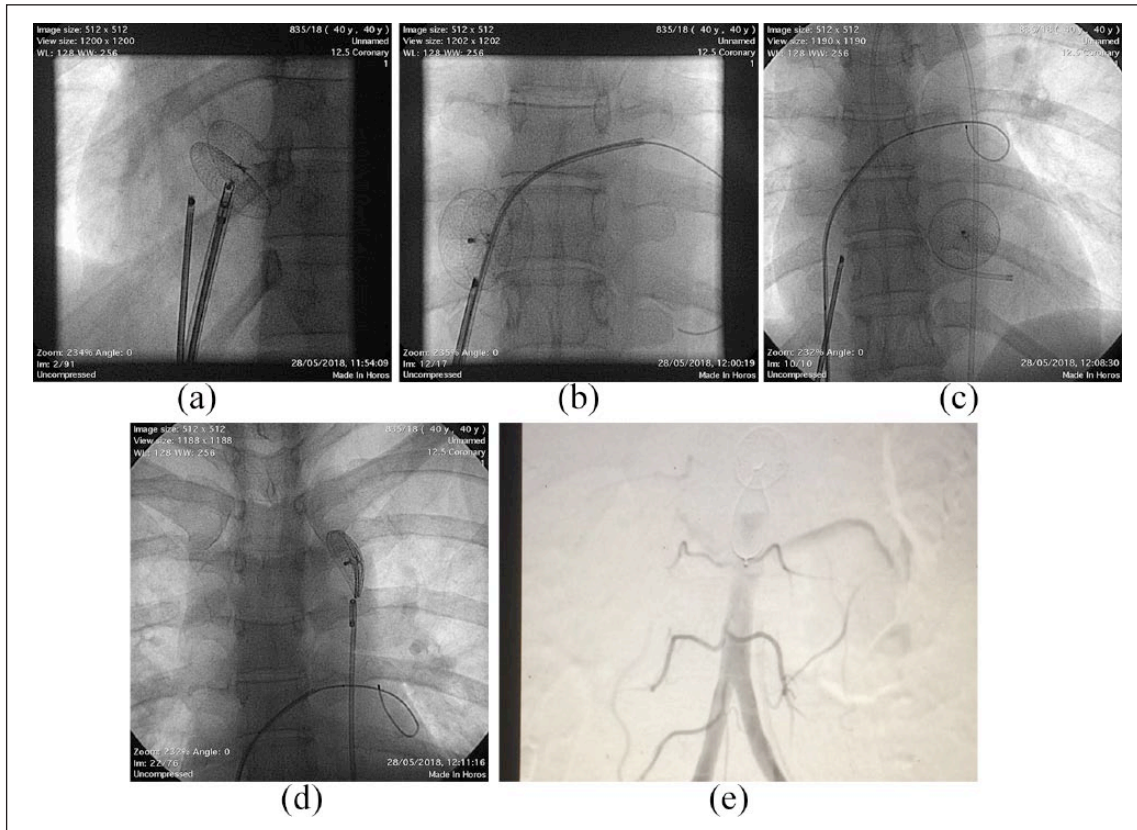 Image size: 512 x 512
View size: 1200 x 1200
WL: 128 WW: 256
835/18 ( 40 y, 40 y )
Unnamed
12.5 Coronary
1
Zoom: 234% Angle: 0
Im: 2/91
Uncompressed
28/05/2018, 11:54:09
Made In Horos
(a)
Image size: 512 x 512
View size: 1202 x 1202
WL: 128 WW: 256
835/18 ( 40 y, 40 y )
Unnamed
12.5 Coronary
1
Zoom: 235% Angle: 0
Im: 12/17
Uncompressed
28/05/2018, 12:00:19
Made In Horos
(b)
Image size: 512 x 512
View size: 1190 x 1190
WL: 128 WW: 256
835/18 ( 40 y, 40 y )
Unnamed
12.5 Coronary
1
Zoom: 232% Angle: 0
Im: 10/10
Uncompressed
28/05/2018, 12:08:30
Made In Horos
(c)
Image size: 512 x 512
View size: 1188 x 1188
WL: 128 WW: 256
835/18 ( 40 y, 40 y )
Unnamed
12.5 Coronary
1
Zoom: 232% Angle: 0
Im: 22/76
Uncompressed
28/05/2018, 12:11:16
Made In Horos
(d)
(e)